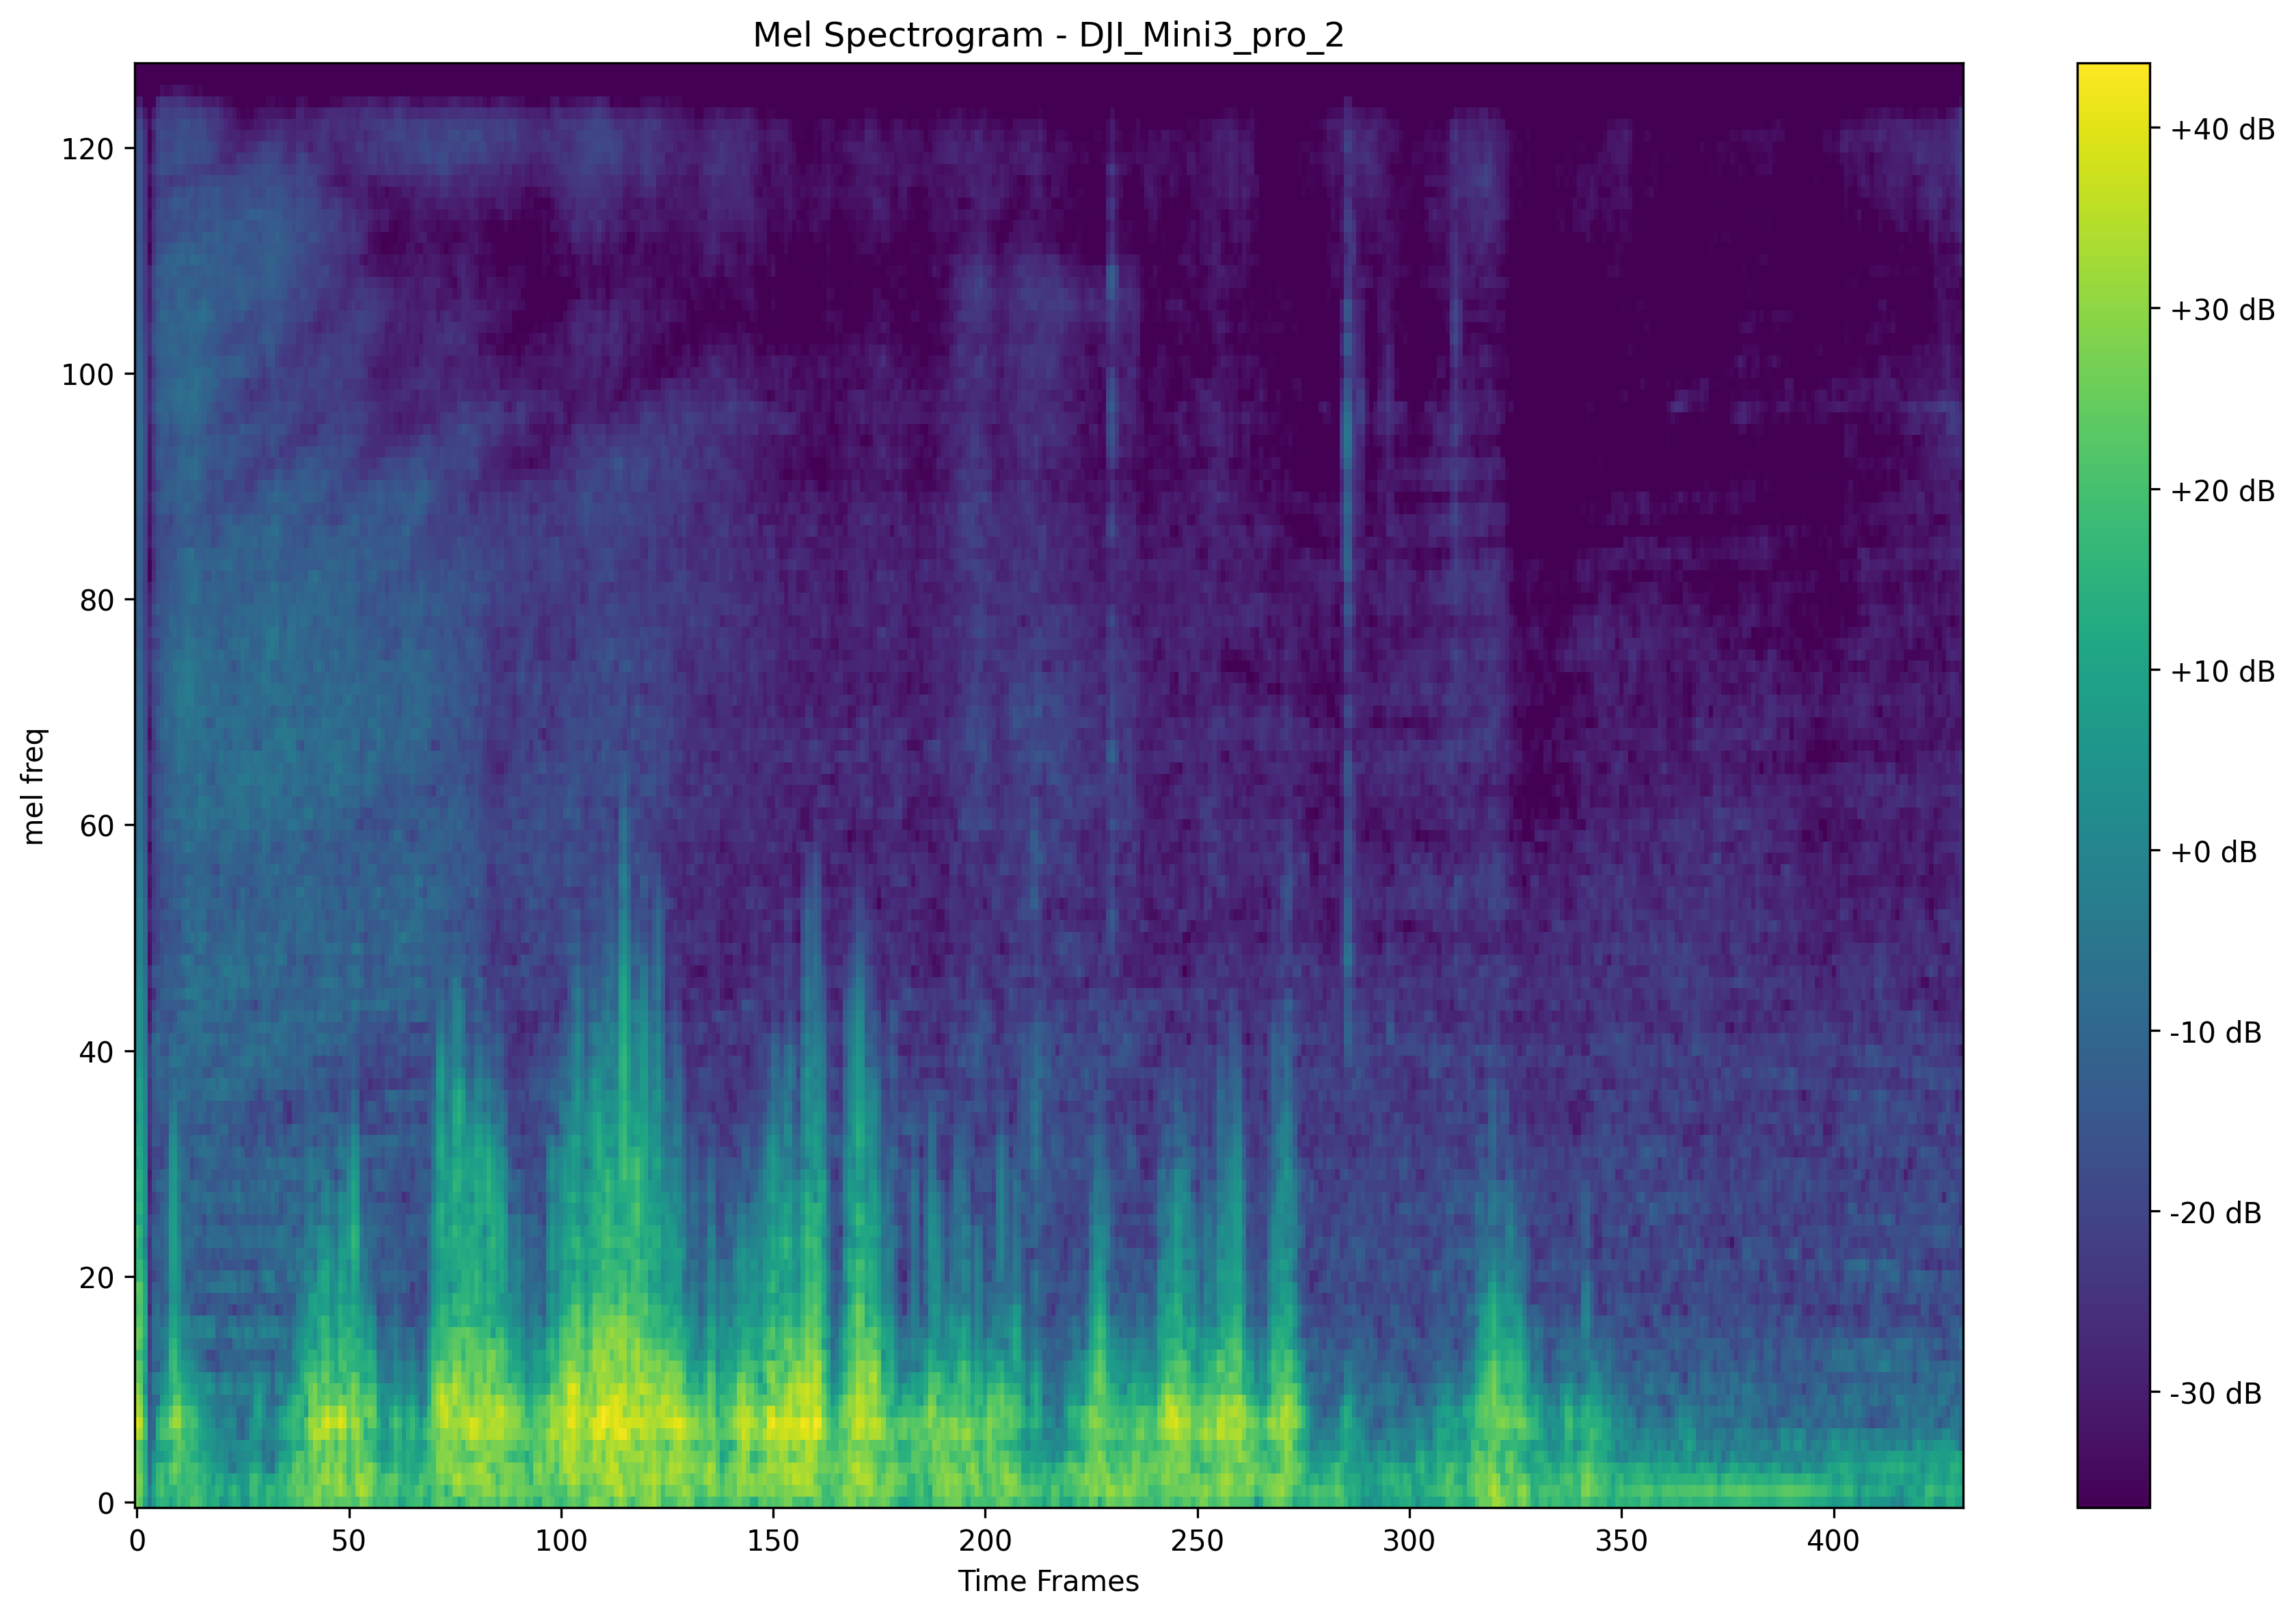 Mel Spectrogram - DJI_Mini3_pro_2
120
100
80
60
40
20
0
mel freq
0 50 100 150 200 250 300 350 400
Time Frames
+40 dB
+30 dB
+20 dB
+10 dB
+0 dB
-10 dB
-20 dB
-30 dB